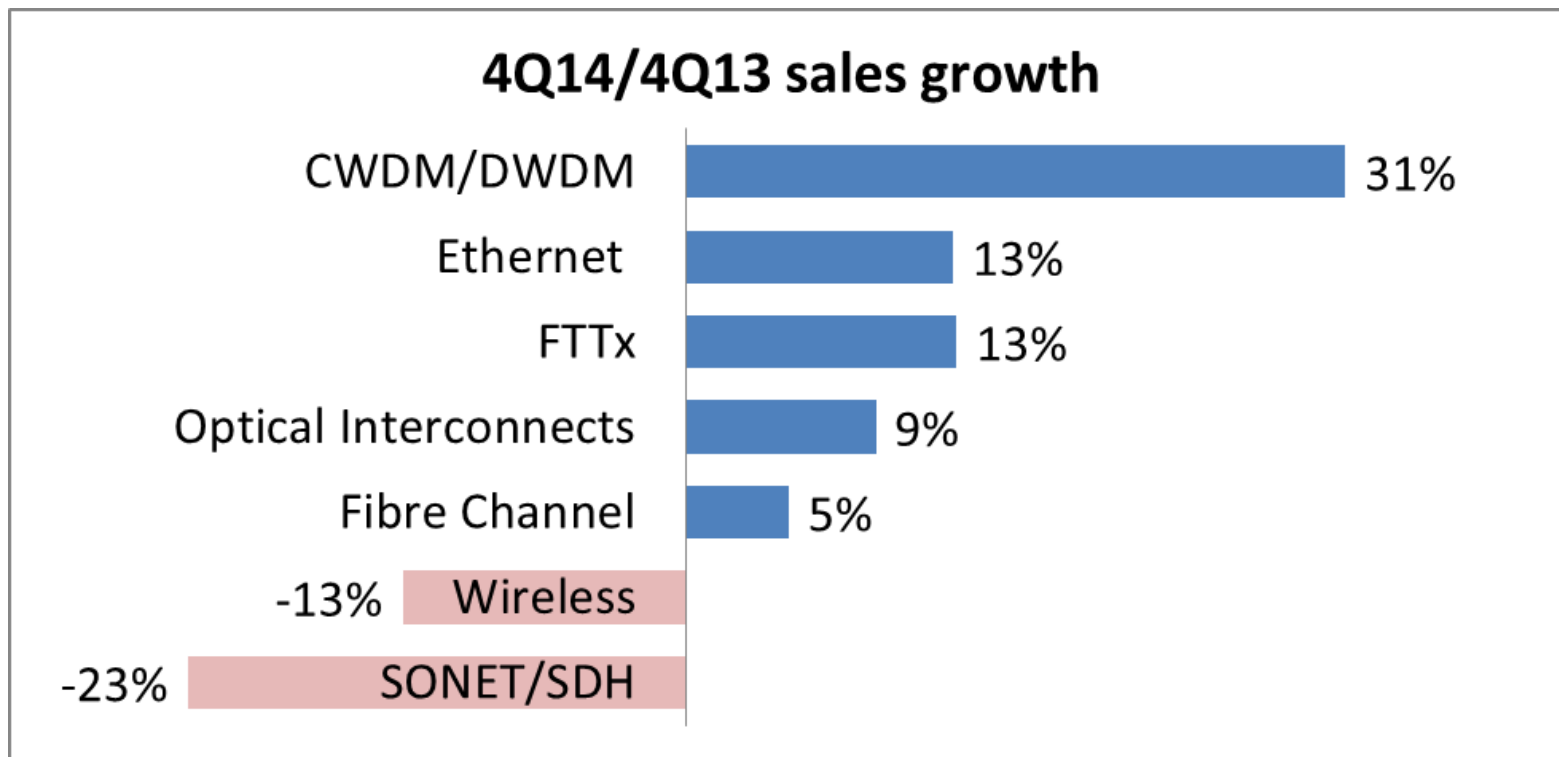 4Q14/4Q13 sales growth
CWDM/DWDM 31%
Ethernet 13%
FTTx 13%
Optical Interconnects 9%
Fibre Channel 5%
-13% Wireless
-23% SONET/SDH